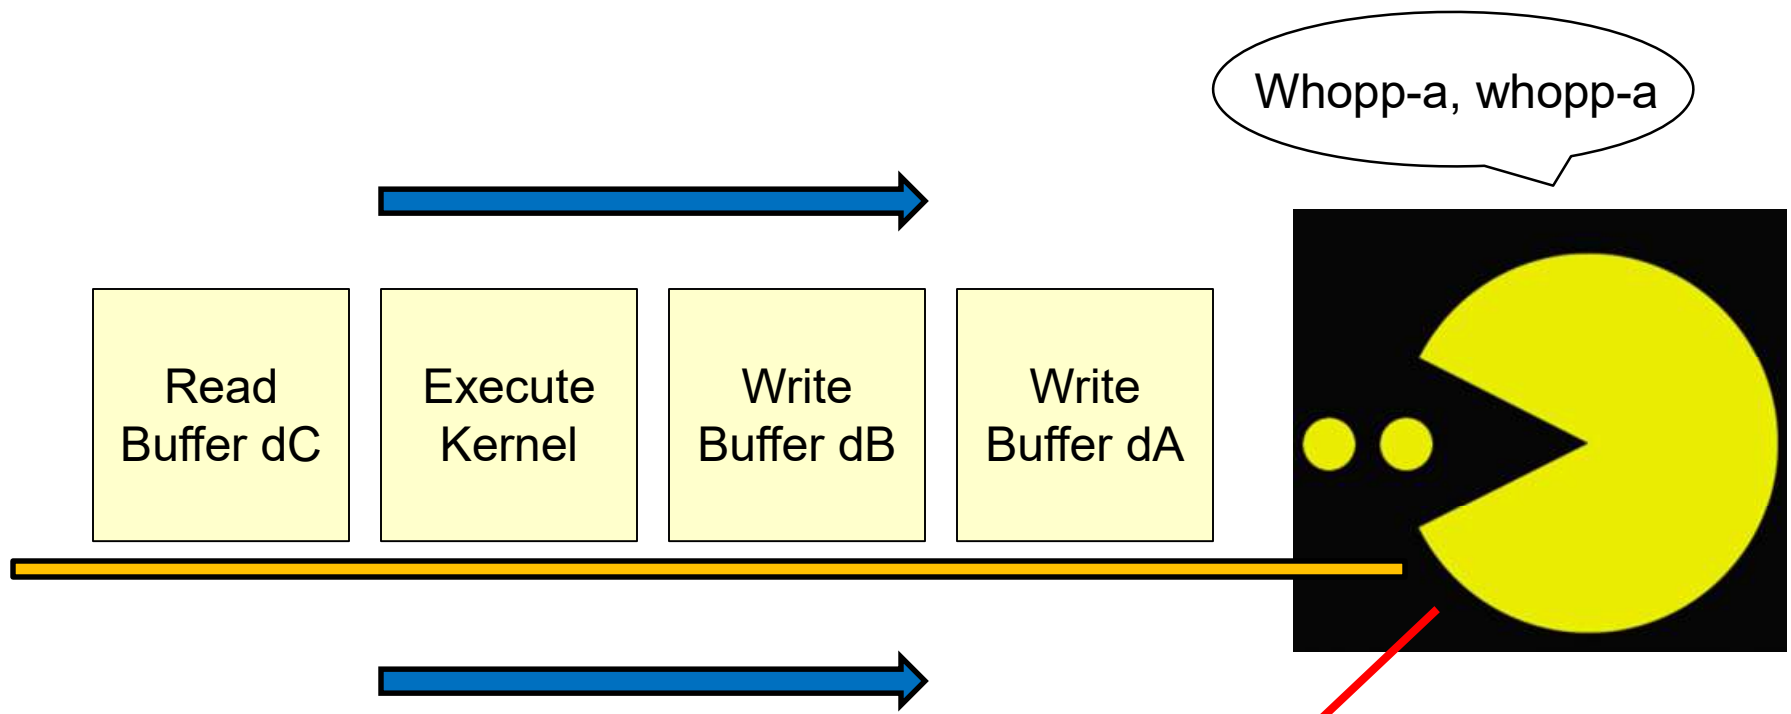 Whopp-a, whopp-a
Read
Buffer dC
Execute
Kernel
Write
Buffer dB
Write
Buffer dA